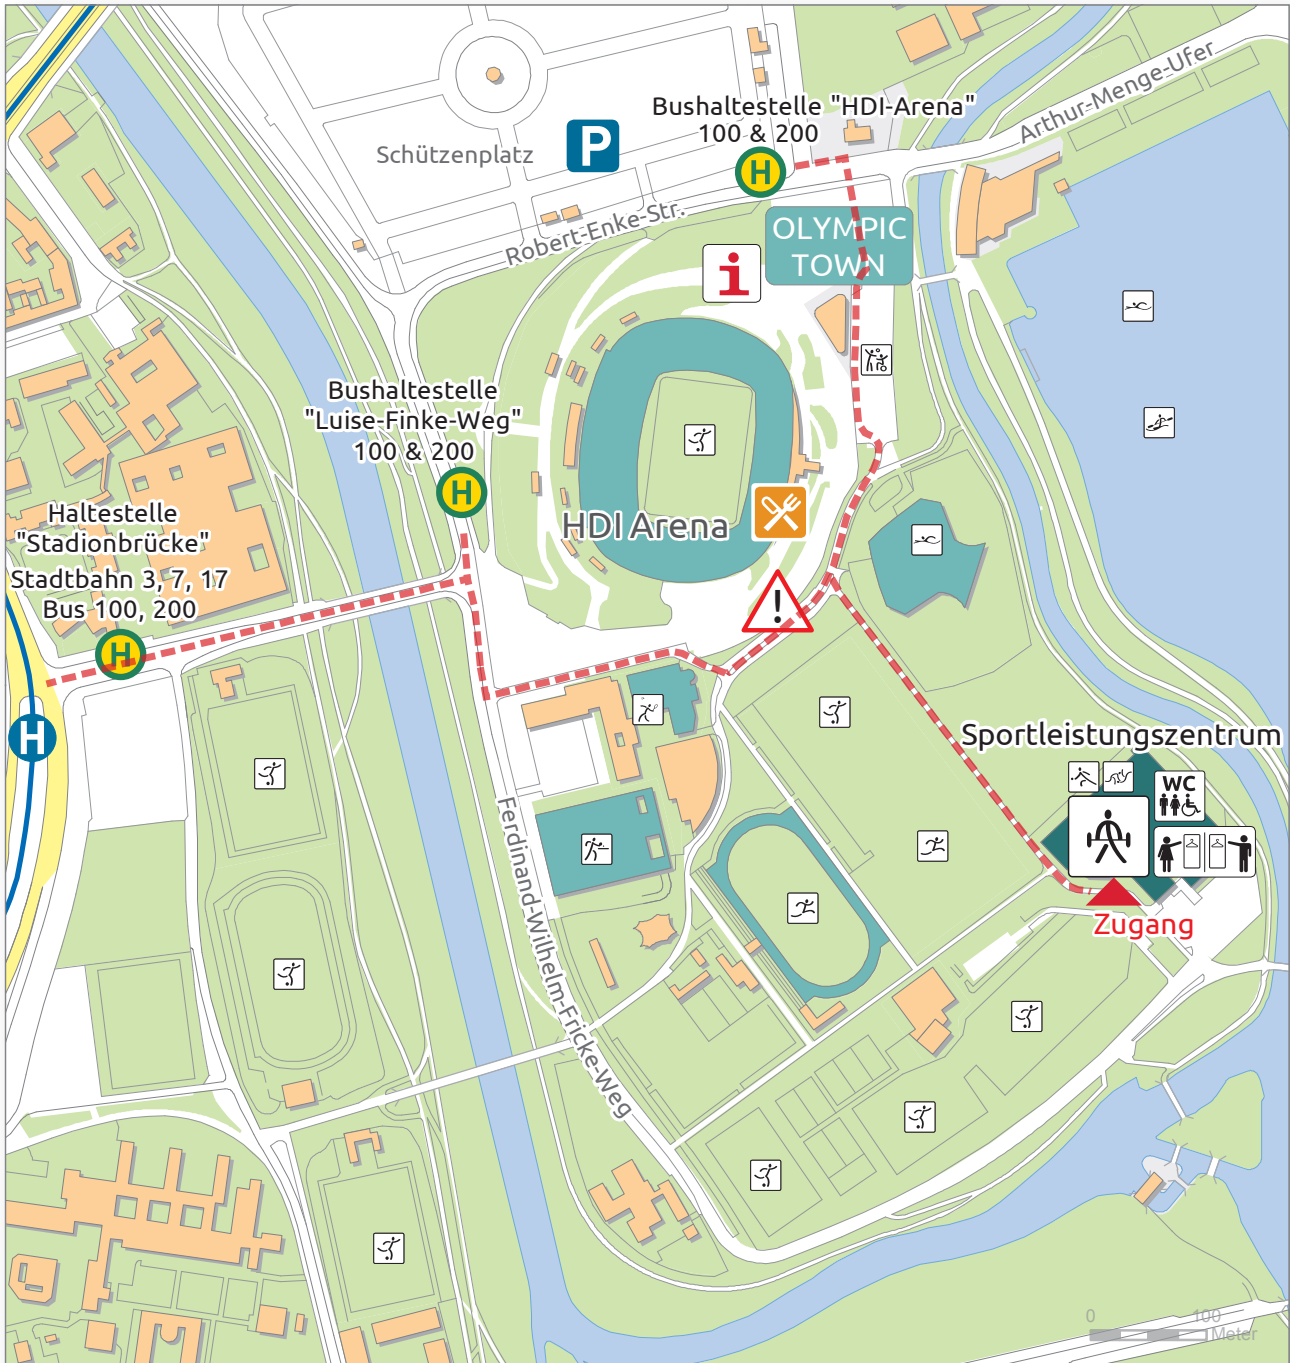 Arthur-Menge-Ufer
Bushaltestelle "HDI-Arena"
100 & 200
H
P
Schützenplatz
Robert-Enke-Str.
OLYMPIC
TOWN
i
Bushaltestelle
"Luise-Finke-Weg"
100 & 200
H
HDI Arena
Haltestelle
"Stadionbrücke"
Stadtbahn 3, 7, 17
Bus 100, 200
H
H
!
Sportleistungszentrum
WC
Zugang
Ferdinand-Wilhelm-Fricke-Weg
0 100
Meter